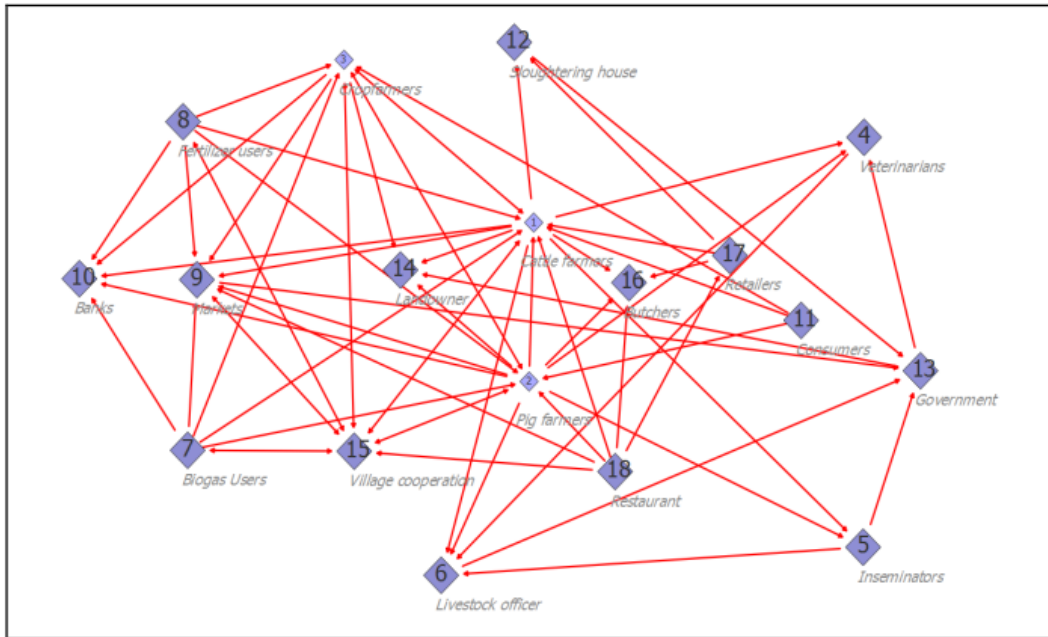 12
3
Sloughtering house
Cropfarmers
8
4
Fertilizer users
Veterinarians
1
17
Cattle farmors
14
16
10
9
Retailers
Landowner
Banks
Markets
Butchers
11
Consumers
13
2
Government
Pig farmers
7
15
18
Biogas Users
Village cooperation
Restaurant
5
6
Inseminators
Livestock officer